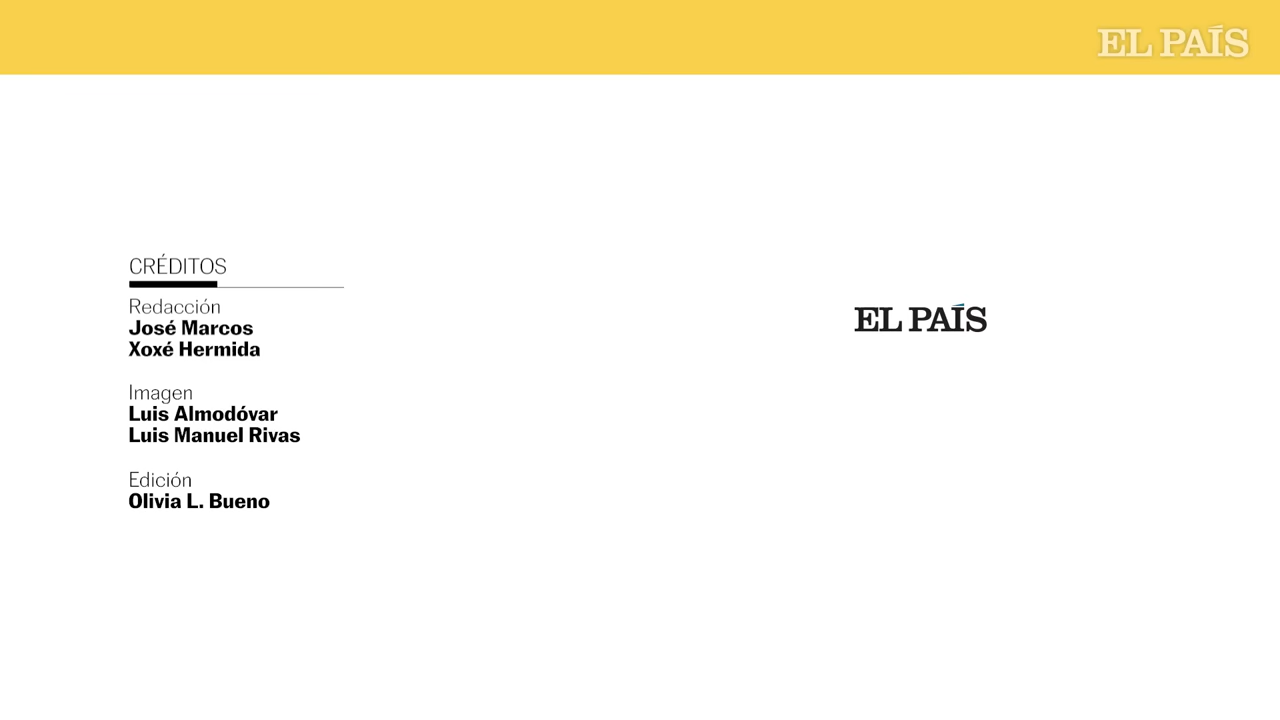 EL PAÍS
CRÉDITOS
Redacción
José Marcos
Xoxé Hermida
EL PAÍS
Imagen
Luis Almodóvar
Luis Manuel Rivas
Edición
Olivia L. Bueno